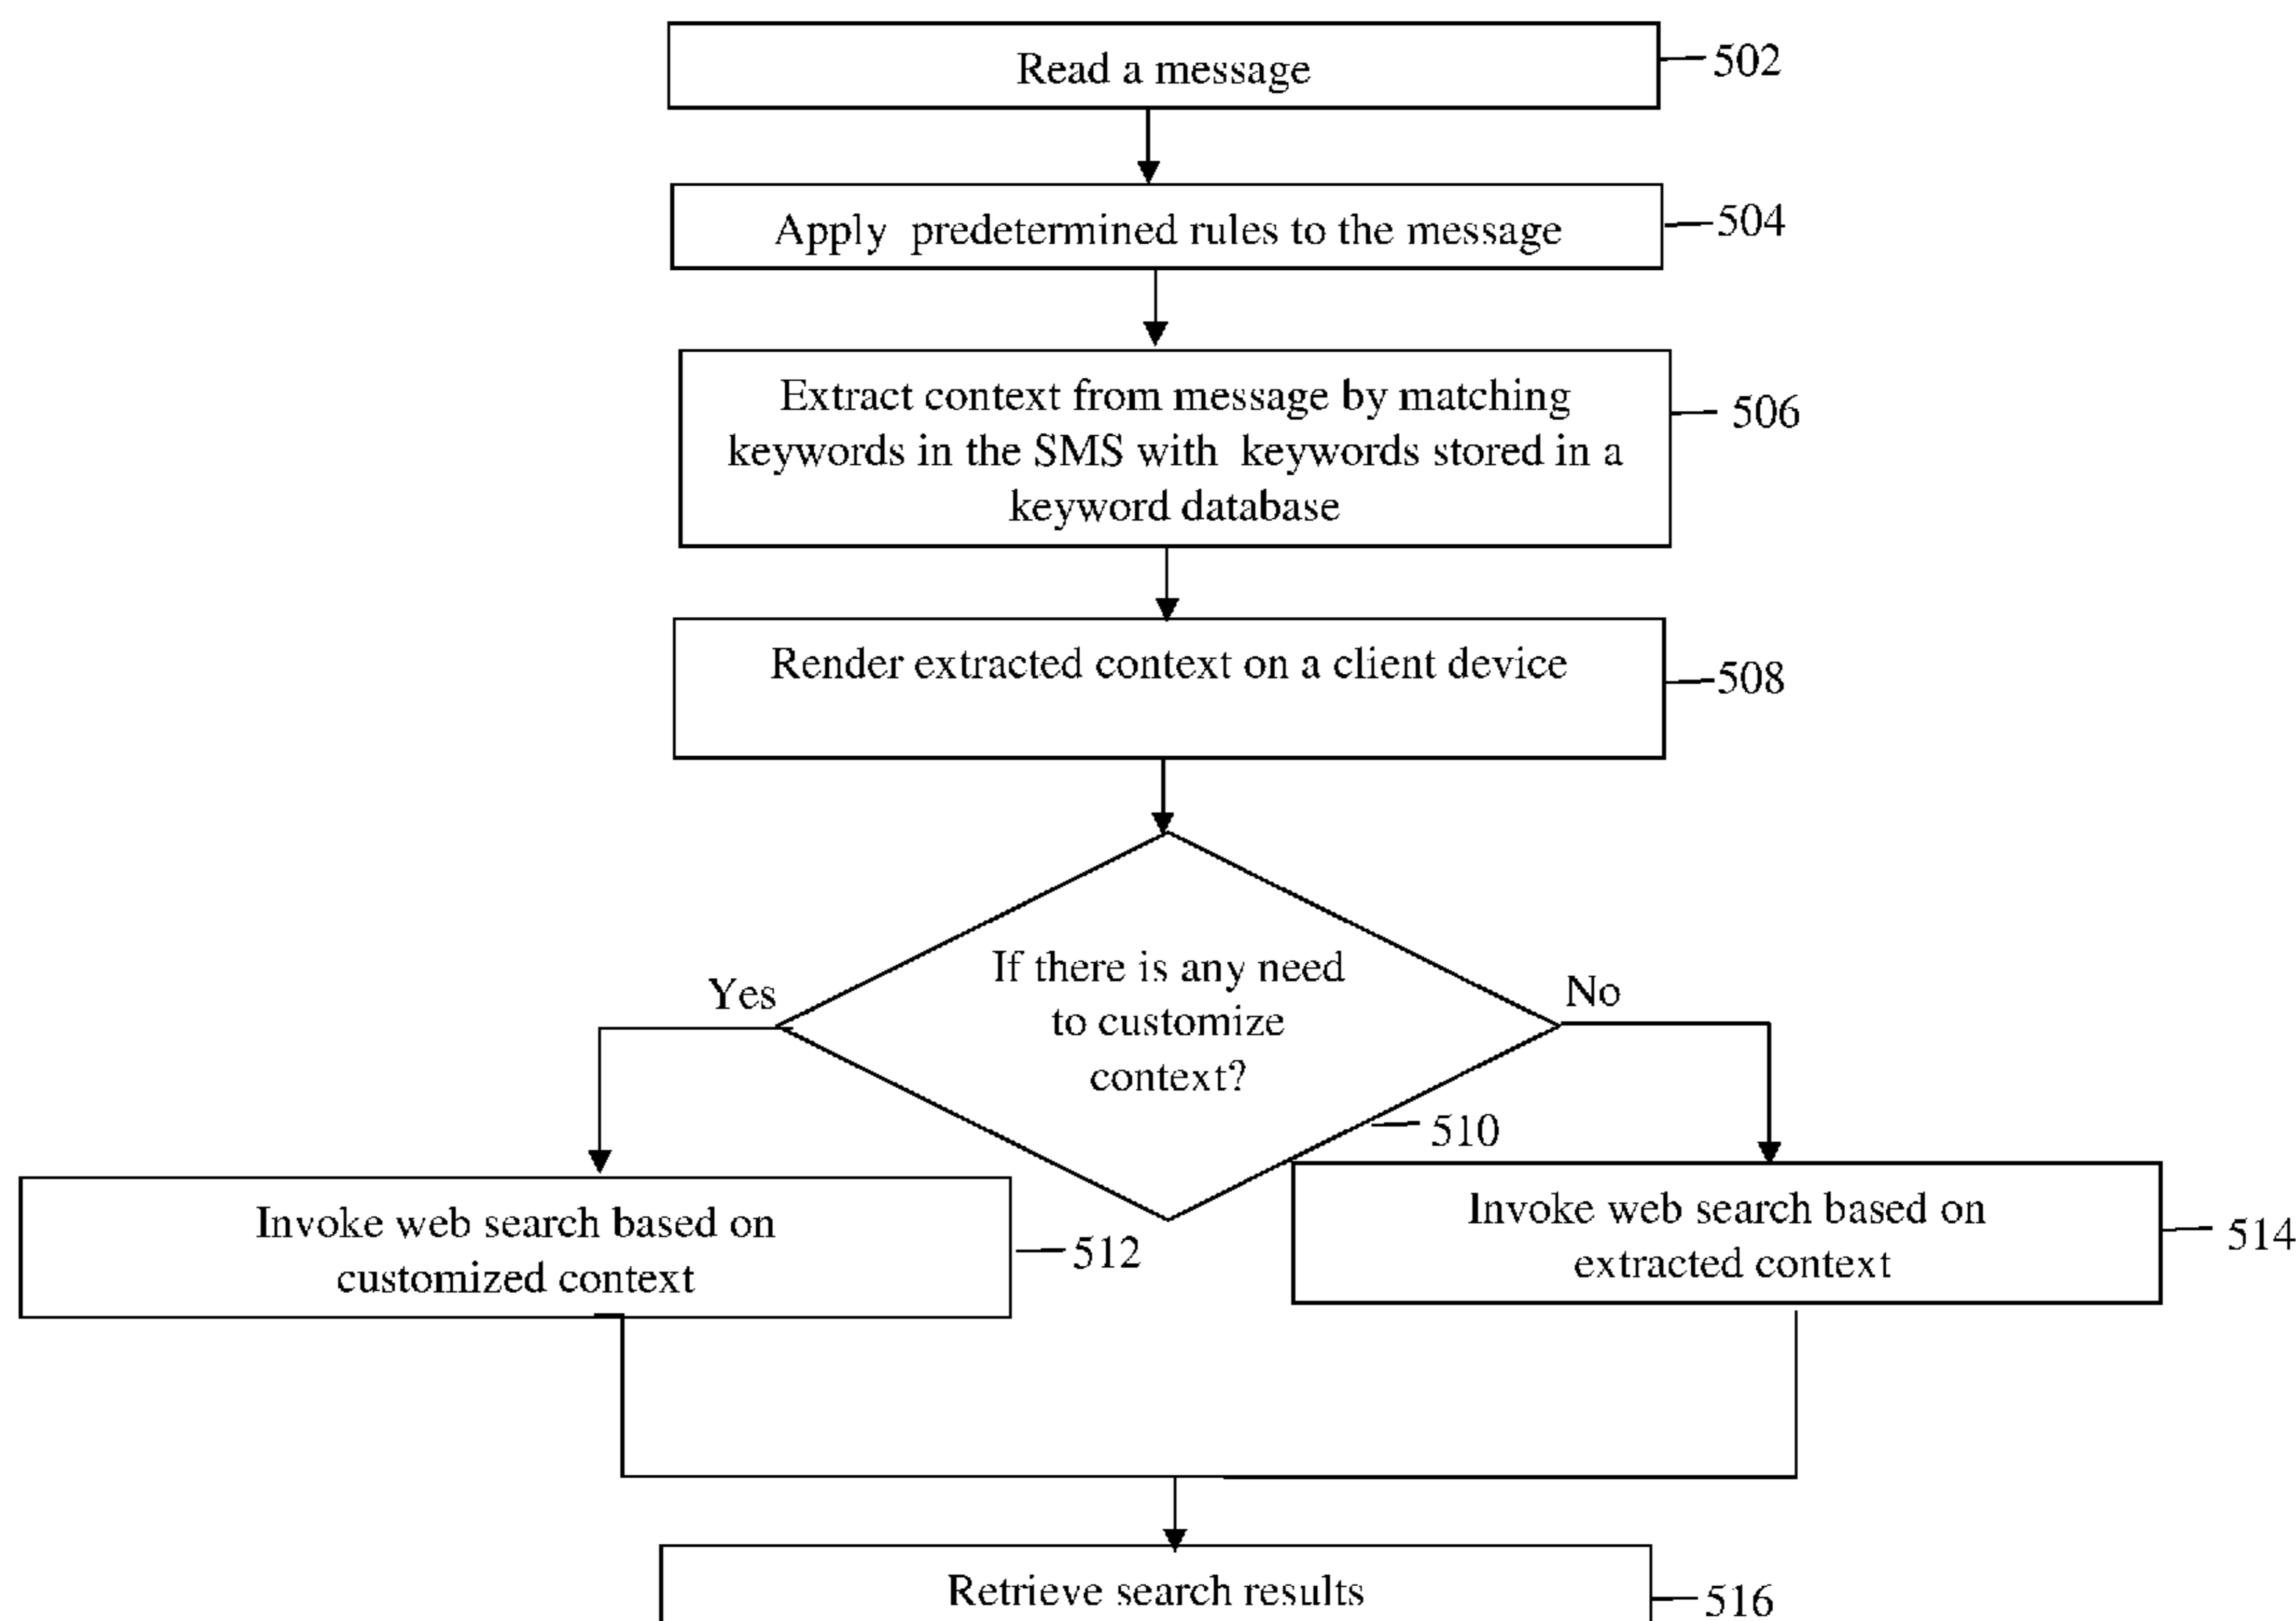 Read a message
502
Apply predetermined rules to the message
504
Extract context from message by matching
keywords in the SMS with keywords stored in a
keyword database
506
Render extracted context on a client device
508
If there is any need
to customize
context?
Yes
No
510
Invoke web search based on
customized context
512
Invoke web search based on
extracted context
514
Retrieve search results
516